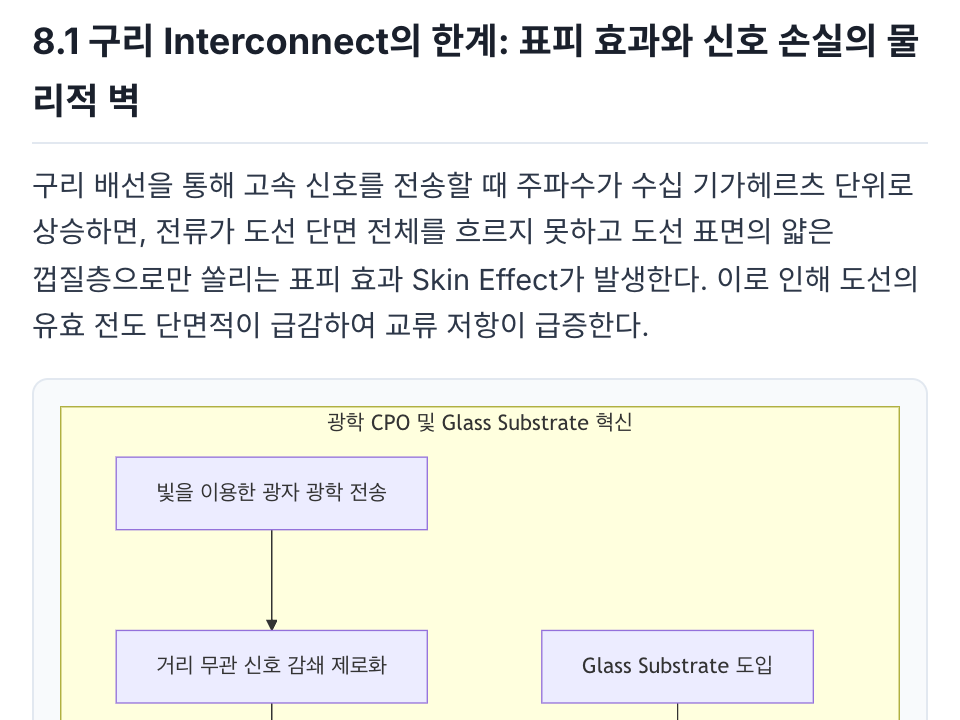 8.1 구리 Interconnect의 한계: 표피 효과와 신호 손실의 물
리적 벽
구리 배선을 통해 고속 신호를 전송할 때 주파수가 수십 기가헤르츠 단위로
상승하면, 전류가 도선 단면 전체를 흐르지 못하고 도선 표면의 얇은
껍질층으로만 쏠리는 표피 효과 Skin Effect가 발생한다. 이로 인해 도선의
유효 전도 단면적이 급감하여 교류 저항이 급증한다.
광학 CPO 및 Glass Substrate 혁신
빛을 이용한 광자 광학 전송
거리 무관 신호 감쇄 제로화
Glass Substrate 도입